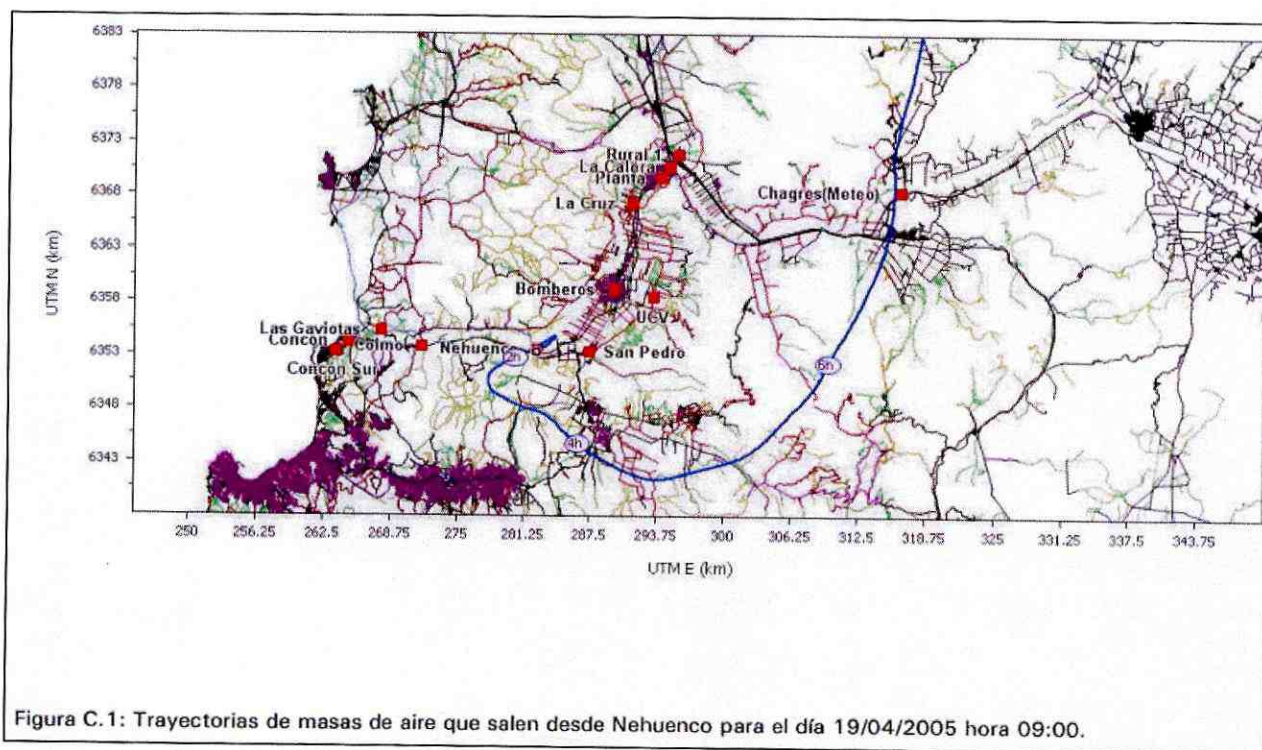 6383
6378
6373
6368
6363
6358
6353
6348
6343
UTM N (km)
Rural 1
La Calera
Planta
La Cruz
Chagres(Meteo)
Bomberos
UCV
Las Gaviotas
Concón
Colmo
Nehuenc
2h
San Pedro
Concón Sur
6h
4h
250 256.25 262.5 268.75 275 281.25 287.5 293.75 300 306.25 312.5 318.75 325 331.25 337.5 343.75
UTM E (km)
Figura C.1: Trayectorias de masas de aire que salen desde Nehuenco para el día 19/04/2005 hora 09:00.